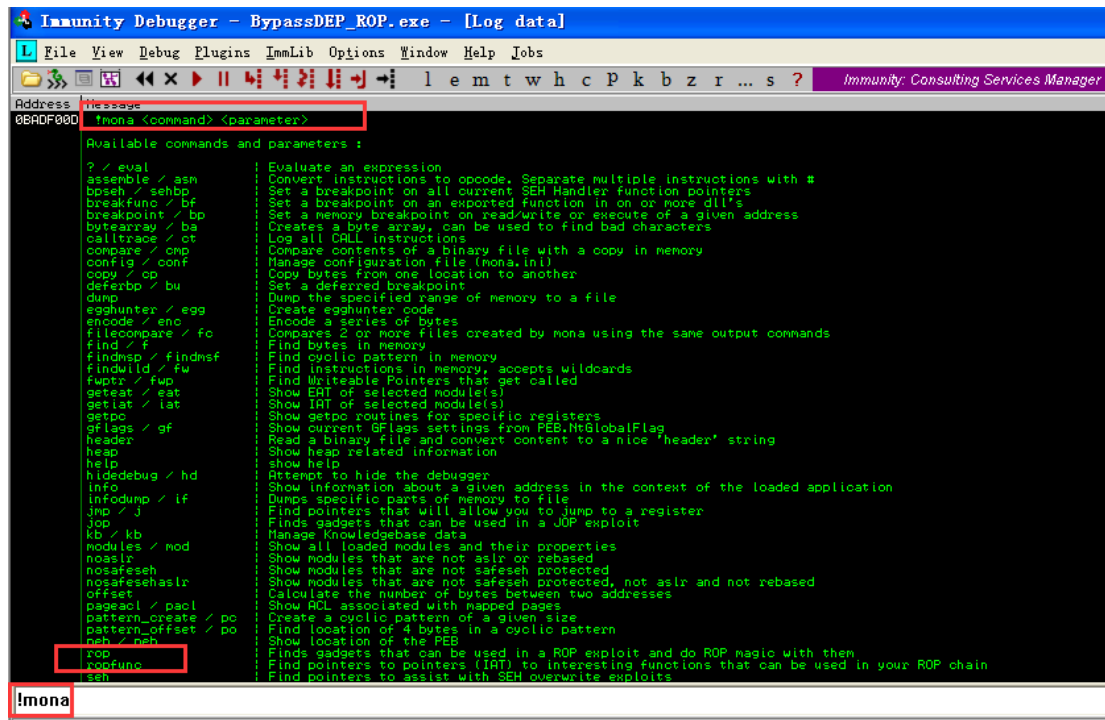 Immunity Debugger - BypassDEP_ROP.exe - [Log data]
L File View Debug Plugins ImmLib Options Window Help Jobs
l e m t w h c P k b z r ... s ? Immunity: Consulting Services Manager
Address Message
0BADF00D !mona <command> <parameter>
Available commands and parameters :
? / eval | Evaluate an expression
assemble / asm | Convert instructions to opcode. Separate multiple instructions with #
bpseh / sehbp | Set a breakpoint on all current SEH Handler function pointers
breakfunc / bf | Set a breakpoint on an exported function in on or more dll's
breakpoint / bp | Set a memory breakpoint on read/write or execute of a given address
bytearray / ba | Creates a byte array, can be used to find bad characters
calltrace / ct | Log all CALL instructions
compare / cmp | Compare contents of a binary file with a copy in memory
config / conf | Manage configuration file (mona.ini)
copy / cp | Copy bytes from one location to another
deferbp / bu | Set a deferred breakpoint
dump | Dump the specified range of memory to a file
egghunter / egg | Create egghunter code
encode / enc | Encode a series of bytes
filecompare / fc | Compares 2 or more files created by mona using the same output commands
find / f | Find bytes in memory
findmsp / findmsf | Find cyclic pattern in memory
findwild / fw | Find instructions in memory, accepts wildcards
fwptr / fwp | Find Writeable Pointers that get called
geteat / eat | Show EAT of selected module(s)
getiat / iat | Show IAT of selected module(s)
getpc | Show getpc routines for specific registers
gflags / gf | Show current GFlags settings from PEB.NtGlobalFlag
header | Read a binary file and convert content to a nice 'header' string
heap | Show heap related information
help | show help
hidedebug / hd | Attempt to hide the debugger
info | Show information about a given address in the context of the loaded application
infodump / if | Dumps specific parts of memory to file
jmp / j | Find pointers that will allow you to jump to a register
jop | Finds gadgets that can be used in a JOP exploit
kb / kb | Manage Knowledgebase data
modules / mod | Show all loaded modules and their properties
noaslr | Show modules that are not aslr or rebased
nosafeseh | Show modules that are not safeseh protected
nosafesehaslr | Show modules that are not safeseh protected, not aslr and not rebased
offset | Calculate the number of bytes between two addresses
pageacl / pacl | Show ACL associated with mapped pages
pattern_create / pc | Create a cyclic pattern of a given size
pattern_offset / po | Find location of 4 bytes in a cyclic pattern
peb / peb | Show location of the PEB
rop | Finds gadgets that can be used in a ROP exploit and do ROP magic with them
ropfunc | Find pointers to pointers (IAT) to interesting functions that can be used in your ROP chain
seh | Find pointers to assist with SEH overwrite exploits
!mona